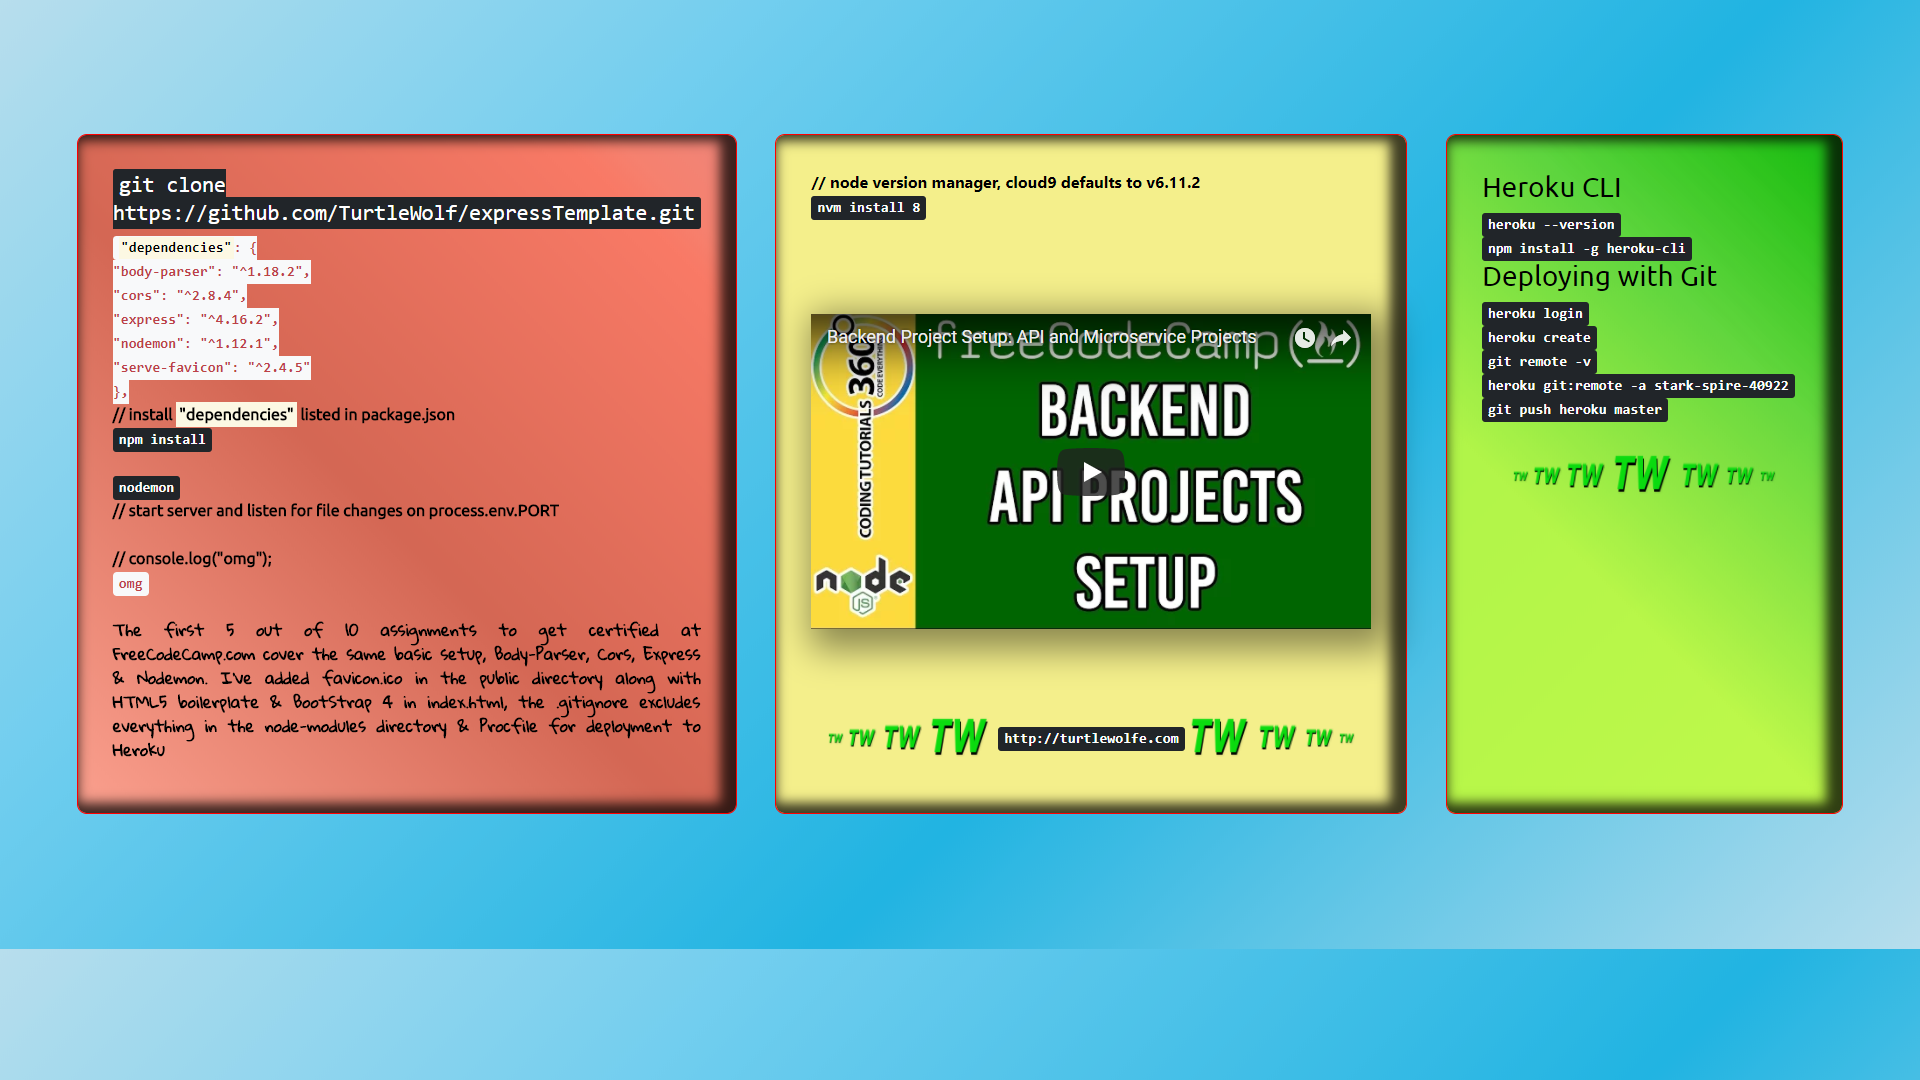 git clone
https://github.com/TurtleWolf/expressTemplate.git
"dependencies": {
"body-parser": "^1.18.2",
"cors": "^2.8.4",
"express": "^4.16.2",
"nodemon": "^1.12.1",
"serve-favicon": "^2.4.5"
},
// install "dependencies" listed in package.json
npm install
nodemon
// start server and listen for file changes on process.env.PORT
// console.log("omg");
omg
The first 5 out of 10 assignments to get certified at
FreeCodeCamp.com cover the same basic setup, Body-Parser, Cors, Express
& Nodemon. I've added favicon.ico in the public directory along with
HTML5 boilerplate & BootStrap 4 in index.html, the .gitignore excludes
everything in the node-modules directory & Procfile for deployment to
Heroku
// node version manager, cloud9 defaults to v6.11.2
nvm install 8
Backend Project Setup: API and Microservice Projects
freeCodeCamp
360
CODE EVERYTHING
CODING TUTORIALS
node
JS
BACKEND
API PROJECTS
SETUP
TW TW TW TW http://turtlewolfe.com TW TW TW TW
Heroku CLI
heroku --version
npm install -g heroku-cli
Deploying with Git
heroku login
heroku create
git remote -v
heroku git:remote -a stark-spire-40922
git push heroku master
TW TW TW TW TW TW TW